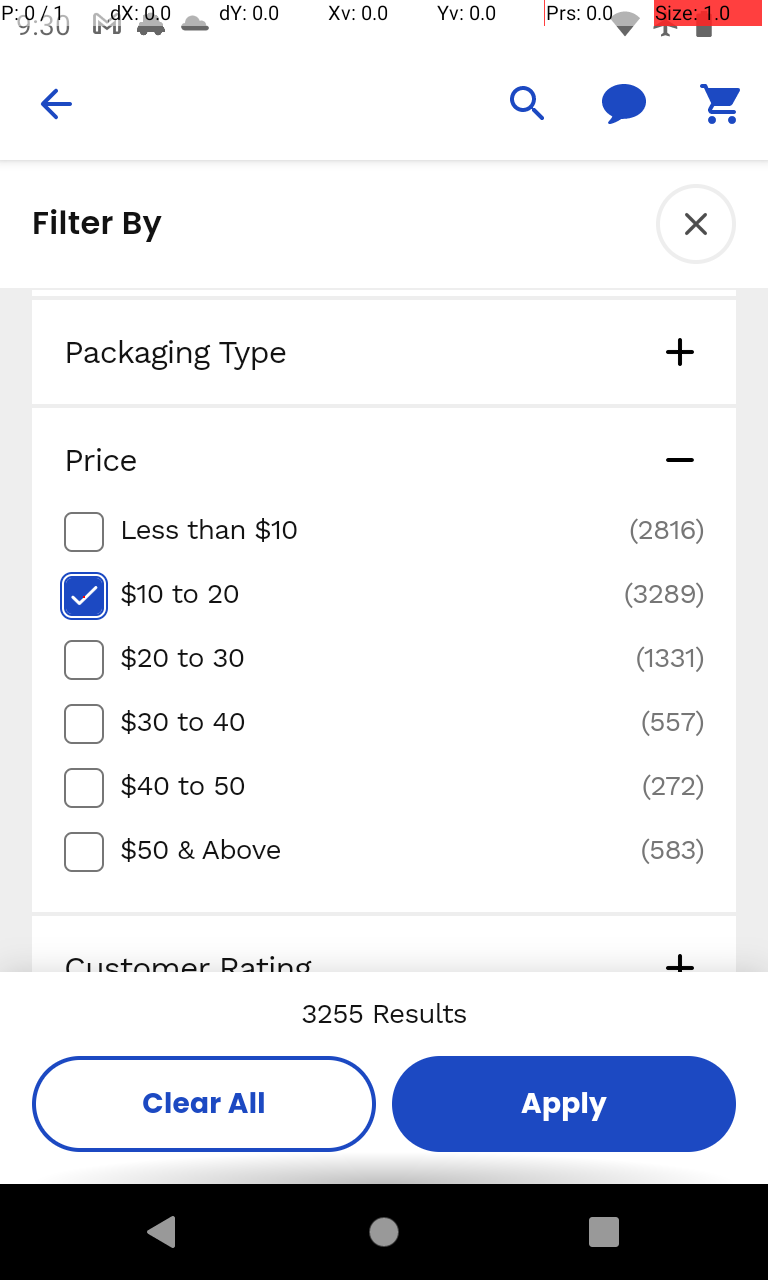 P: 0 / 1 dX: 0.0 dY: 0.0 Xv: 0.0 Yv: 0.0 Prs: 0.0 Size: 1.0
9:30
Filter By
Packaging Type
Price
Less than $10 (2816)
$10 to 20 (3289)
$20 to 30 (1331)
$30 to 40 (557)
$40 to 50 (272)
$50 & Above (583)
Customer Rating
3255 Results
Clear All Apply